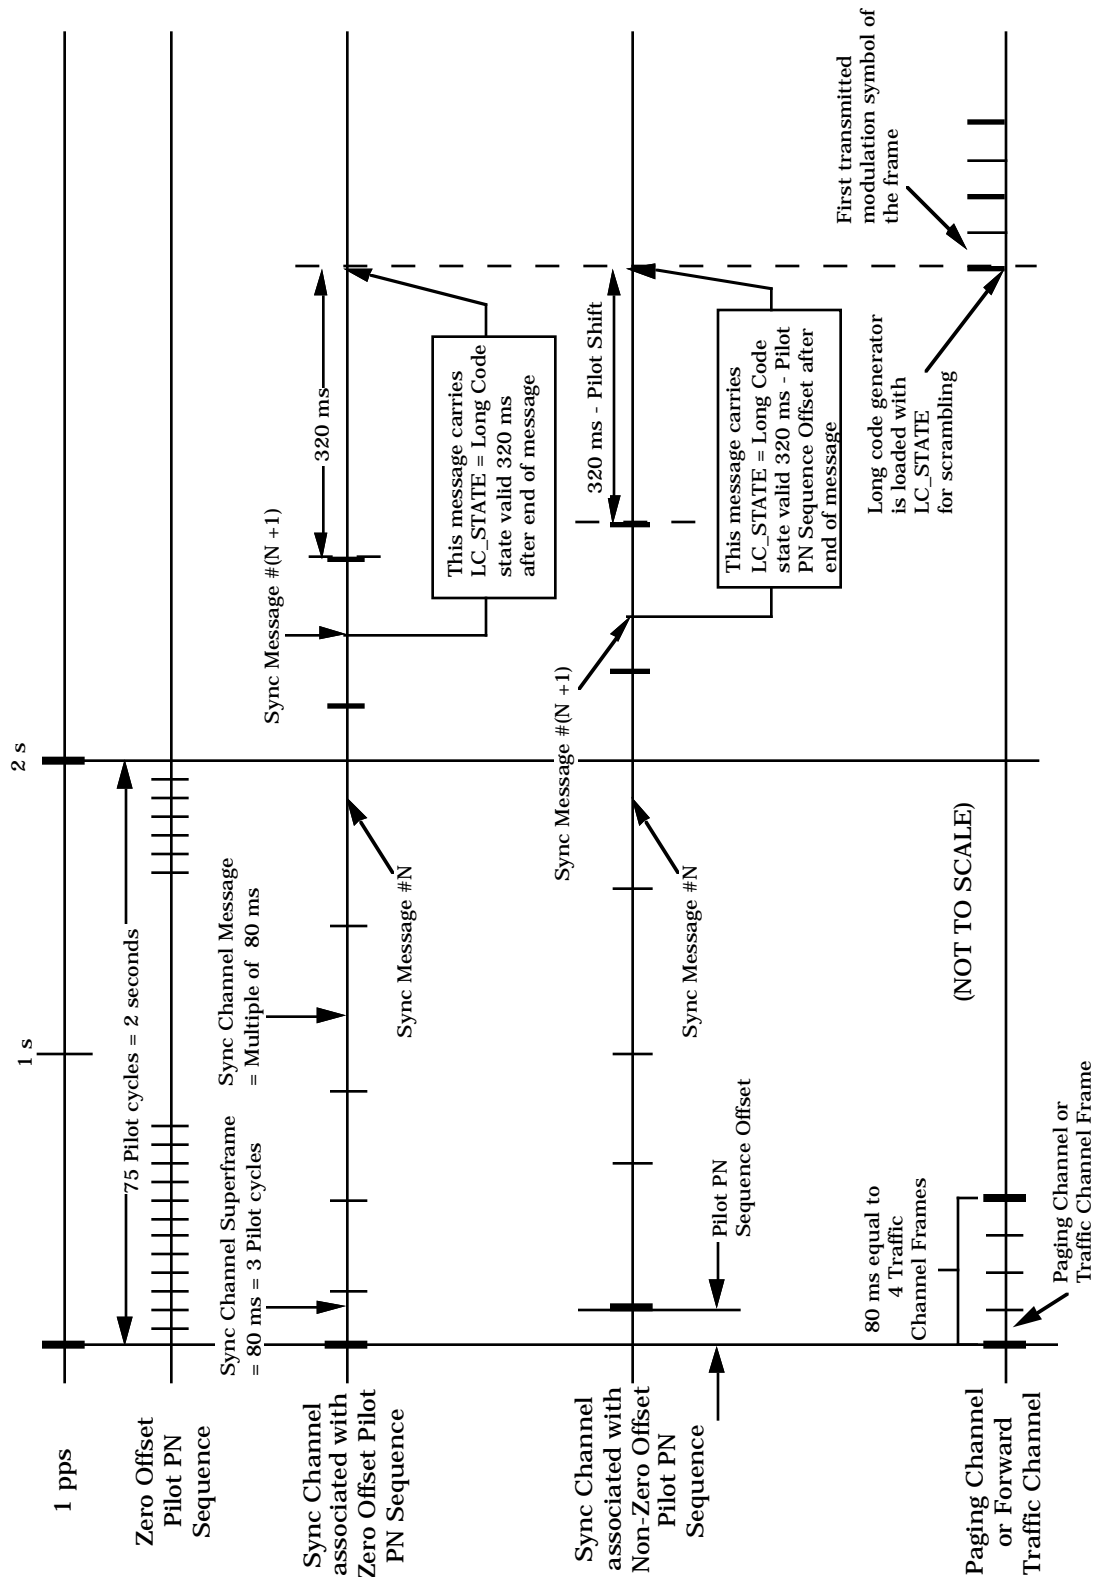 1 pps
Zero Offset
Pilot PN
Sequence
Sync Channel
associated with
Zero Offset Pilot
PN Sequence
Sync Channel
associated with
Non-Zero Offset
Pilot PN
Sequence
Paging Channel
or Forward
Traffic Channel
1 s
2 s
75 Pilot cycles = 2 seconds
Sync Channel Superframe
= 80 ms = 3 Pilot cycles
Sync Channel Message
= Multiple of 80 ms
Sync Message #N
Sync Message #(N +1)
320 ms
This message carries
LC_STATE = Long Code
state valid 320 ms
after end of message
Pilot PN
Sequence Offset
Sync Message #N
Sync Message #(N +1)
320 ms - Pilot Shift
This message carries
LC_STATE = Long Code
state valid 320 ms - Pilot
PN Sequence Offset after
end of message
80 ms equal to
4 Traffic
Channel Frames
Paging Channel or
Traffic Channel Frame
(NOT TO SCALE)
Long code generator
is loaded with
LC_STATE
for scrambling
First transmitted
modulation symbol of
the frame